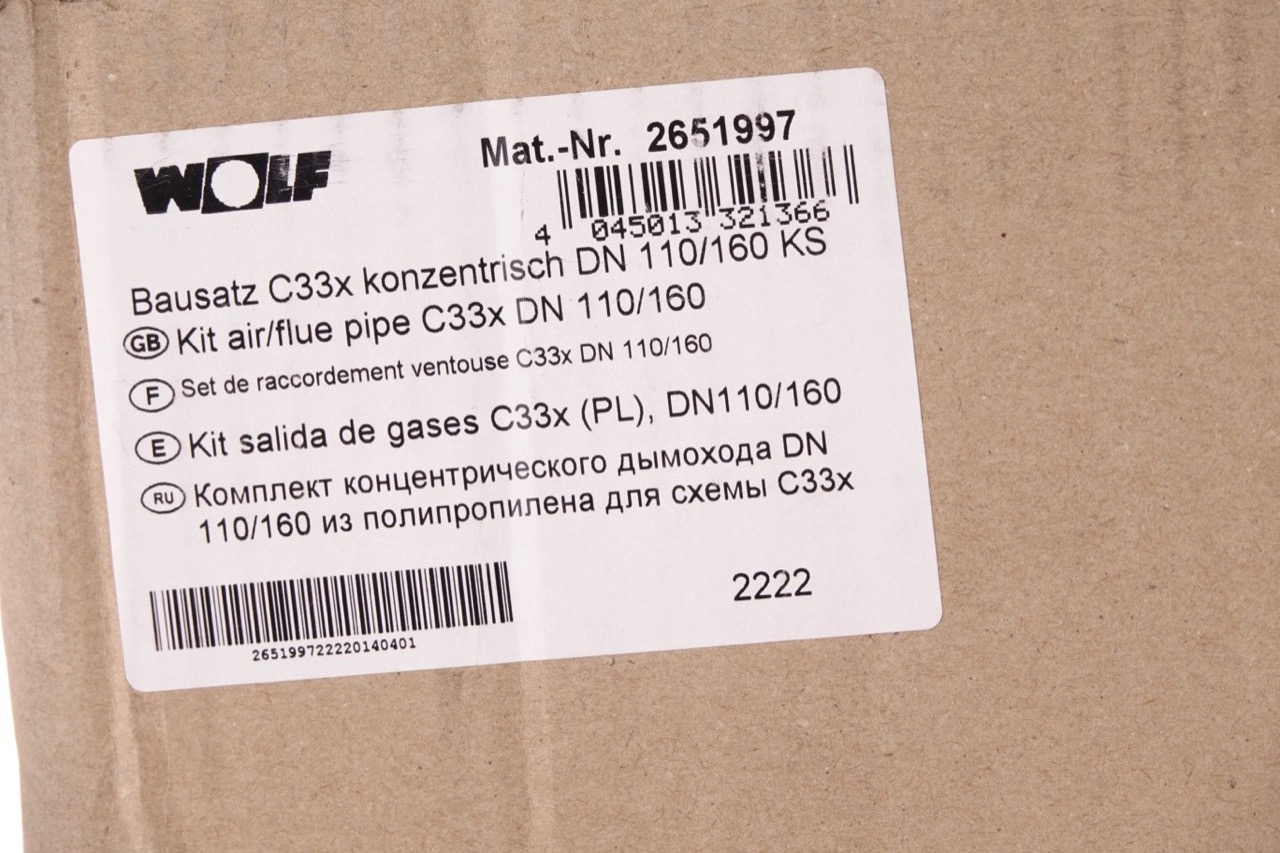 WOLF
Mat.-Nr. 2651997
4 045013 321366
Bausatz C33x konzentrisch DN 110/160 KS
GB Kit air/flue pipe C33x DN 110/160
F Set de raccordement ventouse C33x DN 110/160
E Kit salida de gases C33x (PL), DN110/160
RU Комплект концентрического дымохода DN
110/160 из полипропилена для схемы C33x
2222
265199722220140401